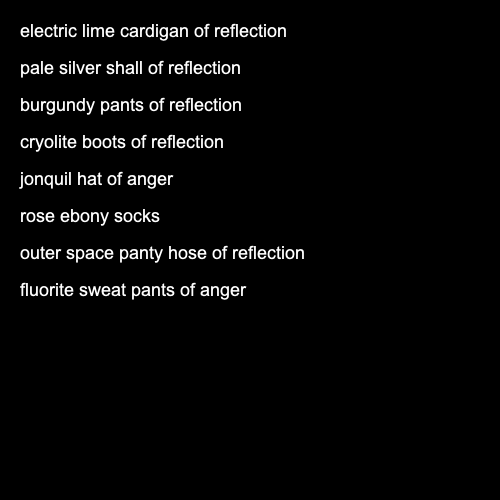 electric lime cardigan of reflection
pale silver shall of reflection
burgundy pants of reflection
cryolite boots of reflection
jonquil hat of anger
rose ebony socks
outer space panty hose of reflection
fluorite sweat pants of anger